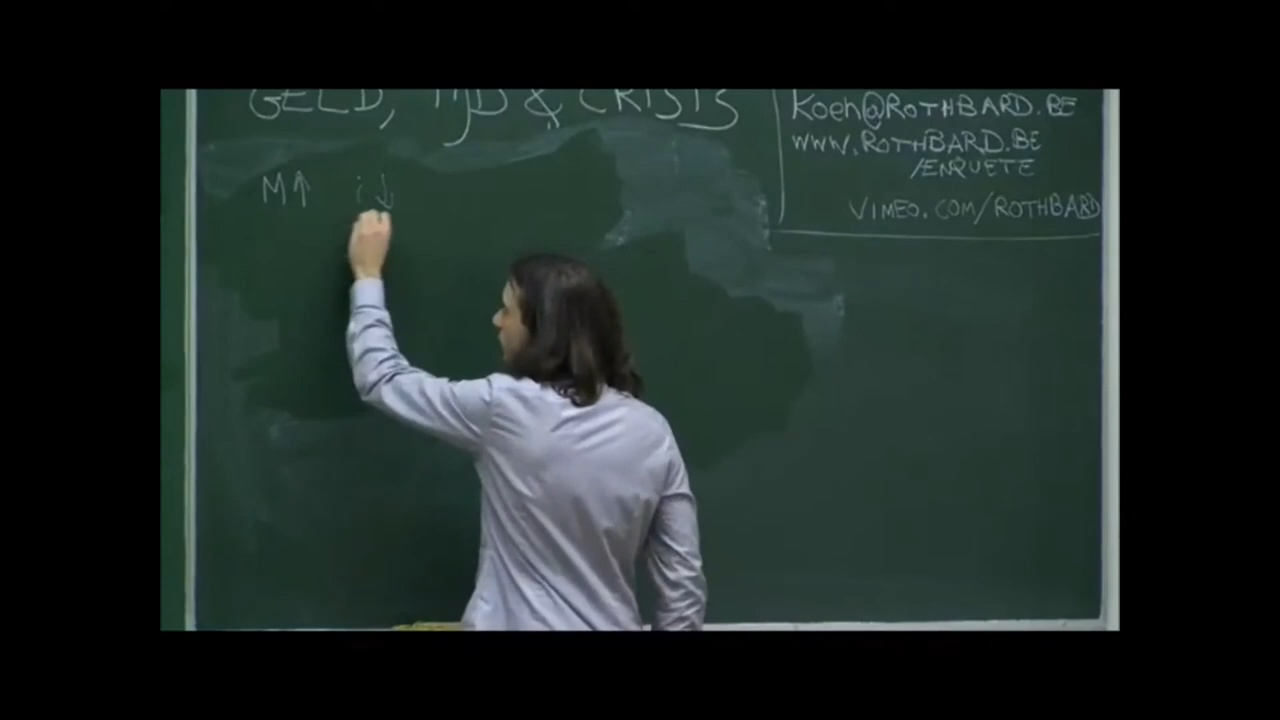 GELD, TIJD & CRISIS
Koen@ROTHBARD.BE
WWW.ROTHBARD.BE
/ENQUETE
VIMEO.COM/ROTHBARD
M↑ i↓